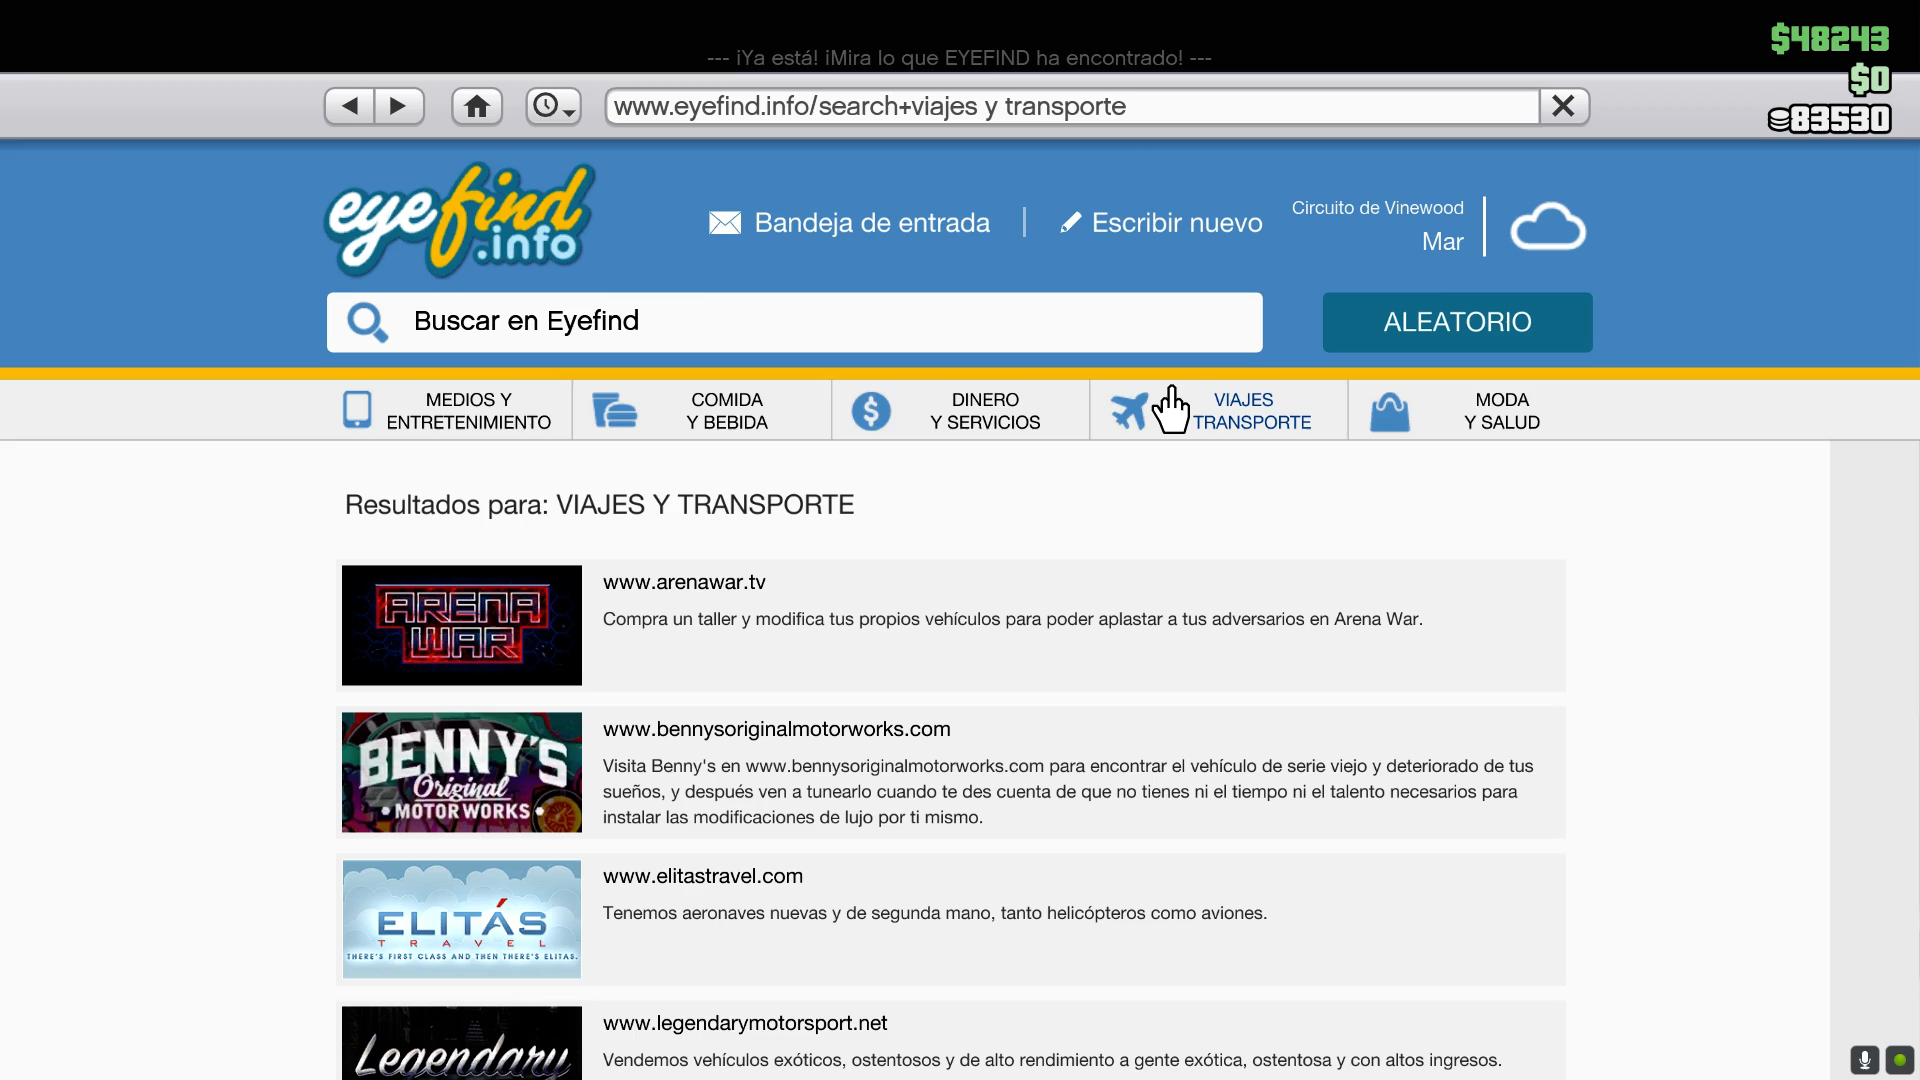 $48243
--- ¡Ya está! ¡Mira lo que EYEFIND ha encontrado! ---
$0
www.eyefind.info/search+viajes y transporte
83530
eyefind
.info
Bandeja de entrada
Escribir nuevo
Circuito de Vinewood
Mar
Buscar en Eyefind
ALEATORIO
MEDIOS Y
ENTRETENIMIENTO
COMIDA
Y BEBIDA
DINERO
Y SERVICIOS
VIAJES
TRANSPORTE
MODA
Y SALUD
Resultados para: VIAJES Y TRANSPORTE
ARENA
WAR
www.arenawar.tv
Compra un taller y modifica tus propios vehículos para poder aplastar a tus adversarios en Arena War.
BENNY'S
Original
MOTOR WORKS
www.bennysoriginalmotorworks.com
Visita Benny's en www.bennysoriginalmotorworks.com para encontrar el vehículo de serie viejo y deteriorado de tus
sueños, y después ven a tunearlo cuando te des cuenta de que no tienes ni el tiempo ni el talento necesarios para
instalar las modificaciones de lujo por ti mismo.
ELITÁS
TRAVEL
THERE'S FIRST CLASS AND THEN THERE'S ELITAS.
www.elitastravel.com
Tenemos aeronaves nuevas y de segunda mano, tanto helicópteros como aviones.
Legendary
www.legendarymotorsport.net
Vendemos vehículos exóticos, ostentosos y de alto rendimiento a gente exótica, ostentosa y con altos ingresos.